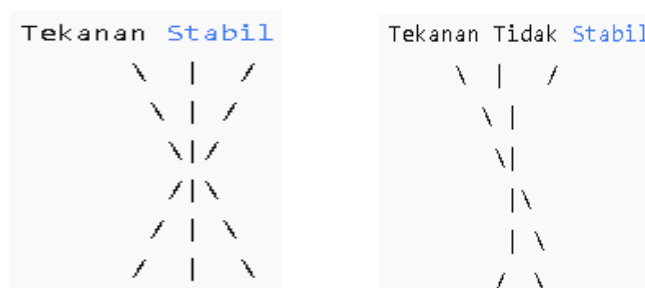 Tekanan Stabil
\ | /
\ | /
\|/
/|\
/ | \
/ | \
Tekanan Tidak Stabil
\ | /
\ |
\|
|\
| \
/ \